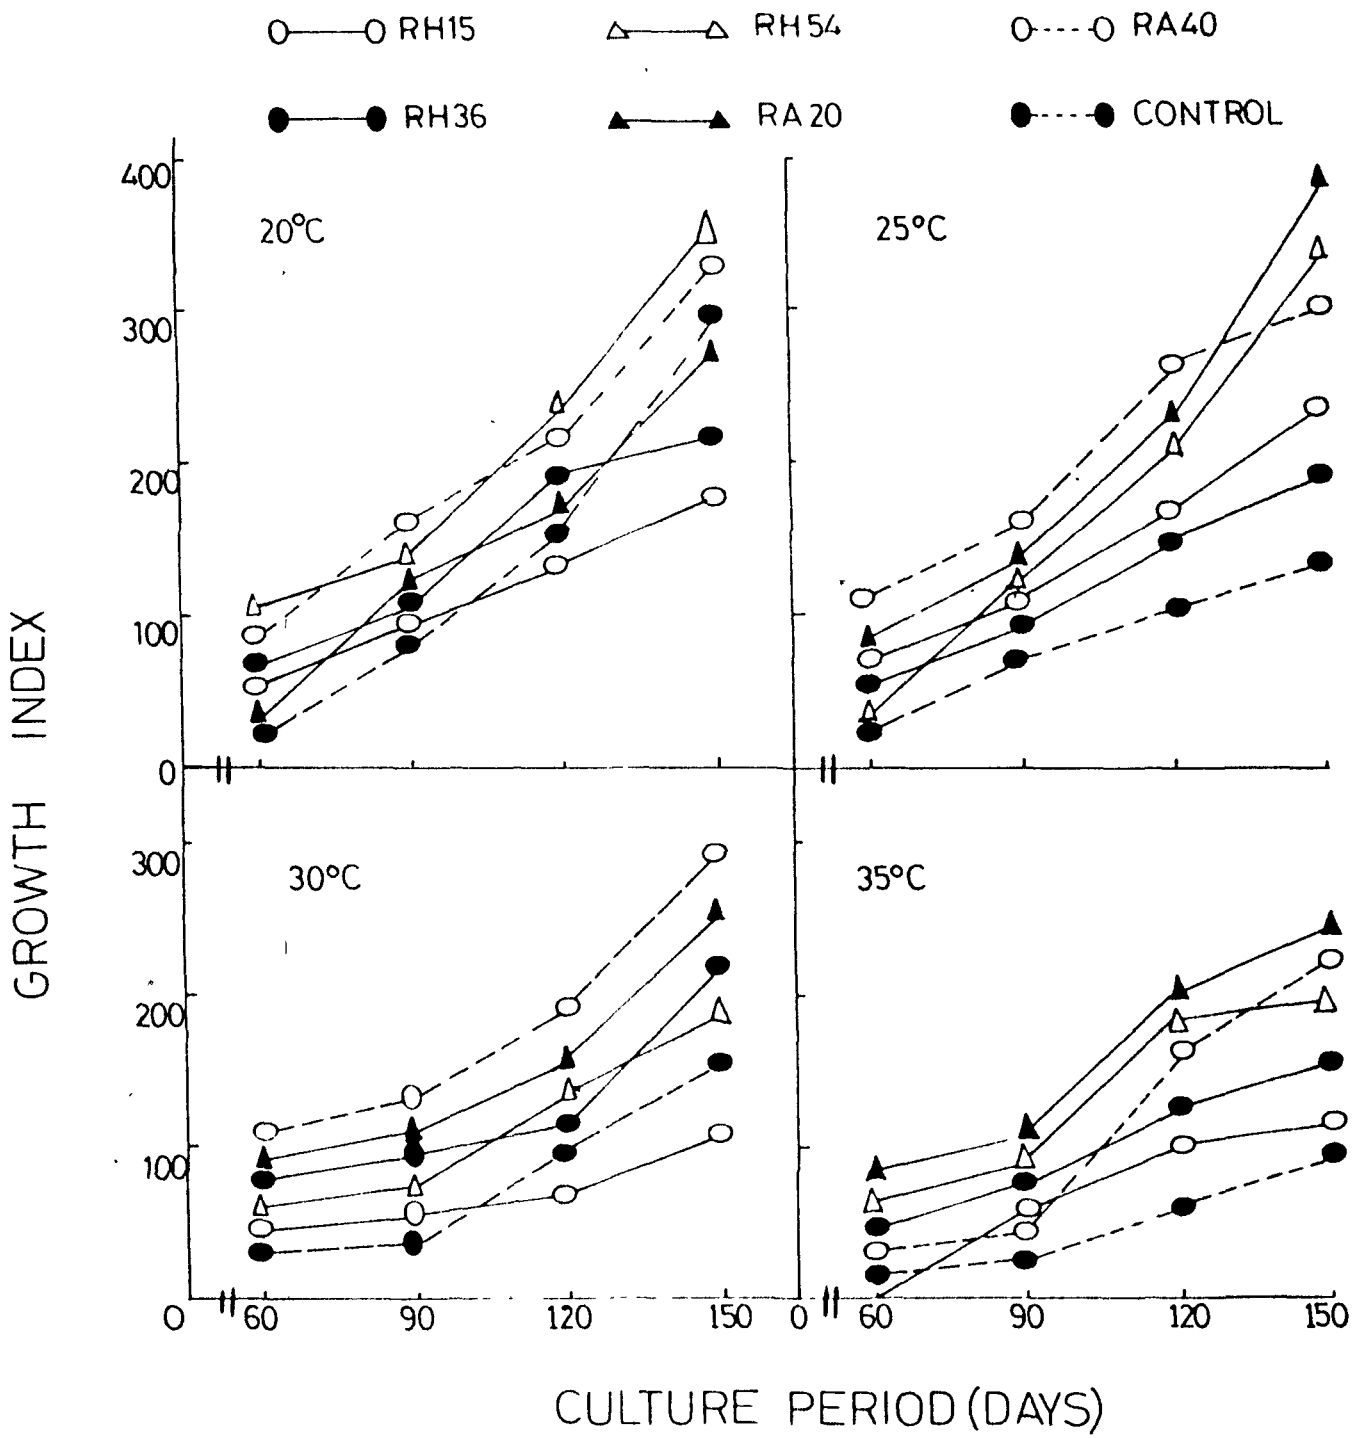 RH15 RH54 RA40
RH36 RA20 CONTROL
400
20°C 25°C
300
200
100
0
300
30°C 35°C
200
100
0 60 90 120 150 0 60 90 120 150
GROWTH INDEX
CULTURE PERIOD (DAYS)